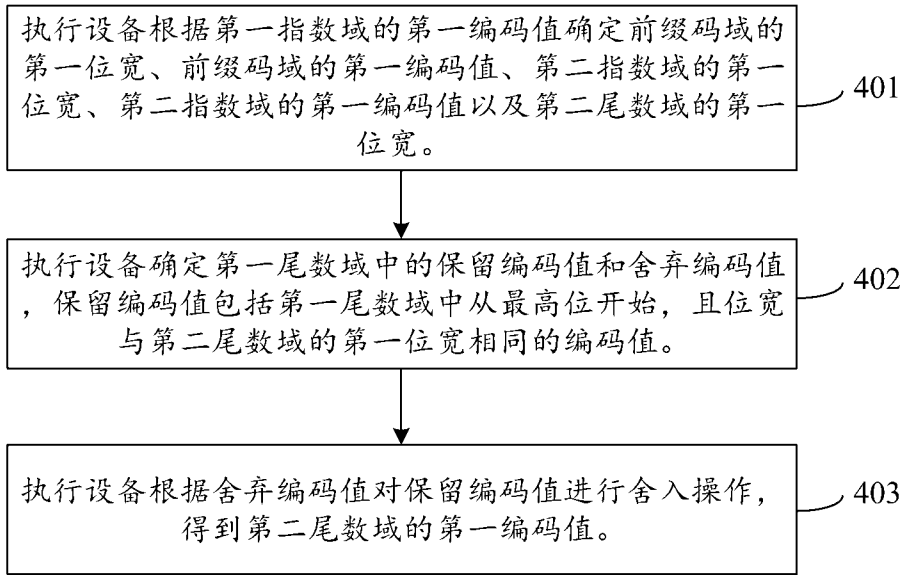 执行设备根据第一指数域的第一编码值确定前缀码域的
第一位宽、前缀码域的第一编码值、第二指数域的第一
位宽、第二指数域的第一编码值以及第二尾数域的第一
位宽。
401
执行设备确定第一尾数域中的保留编码值和舍弃编码值
，保留编码值包括第一尾数域中从最高位开始，且位宽
与第二尾数域的第一位宽相同的编码值。
402
执行设备根据舍弃编码值对保留编码值进行舍入操作，
得到第二尾数域的第一编码值。
403